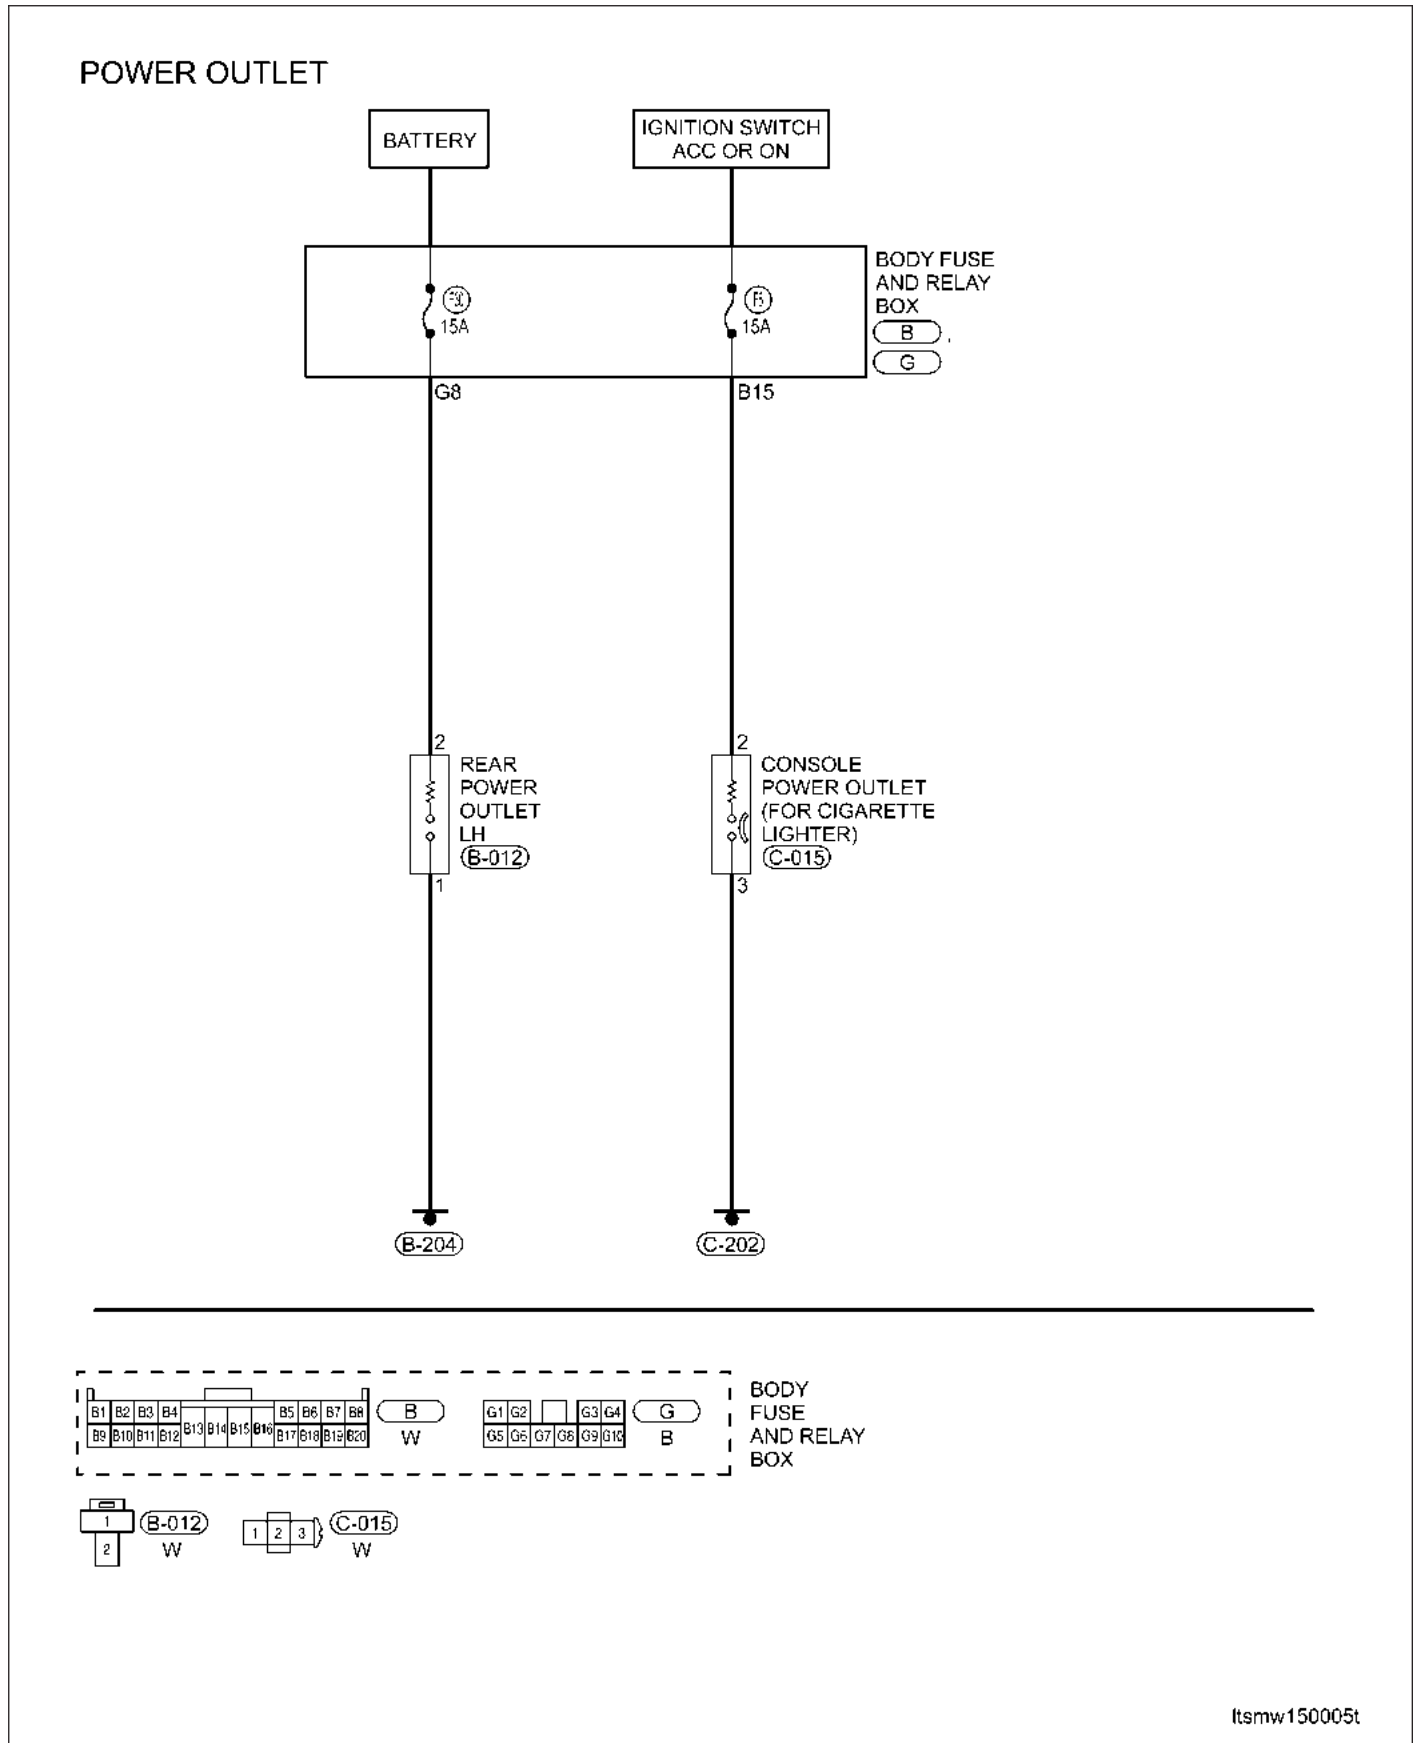 POWER OUTLET
BATTERY
IGNITION SWITCH
ACC OR ON
BODY FUSE
AND RELAY
BOX
B ,
G
15A
15A
G8
B15
2
REAR
POWER
OUTLET
LH
B-012
1
2
CONSOLE
POWER OUTLET
(FOR CIGARETTE
LIGHTER)
C-015
3
B-204
C-202
B1 B2 B3 B4 B5 B6 B7 B8
B13 B14 B15 B16
B9 B10 B11 B12 B17 B18 B19 B20
B
W
G1 G2 G3 G4
G5 G6 G7 G8 G9 G10
G
B
BODY
FUSE
AND RELAY
BOX
1
2
B-012
W
1 2 3
C-015
W
ltsmw150005t